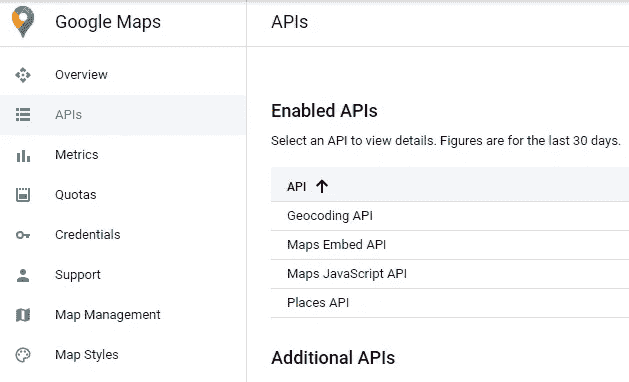 Google Maps
APIs
Overview
APIs
Metrics
Quotas
Credentials
Support
Map Management
Map Styles
Enabled APIs
Select an API to view details. Figures are for the last 30 days.
API
Geocoding API
Maps Embed API
Maps JavaScript API
Places API
Additional APIs